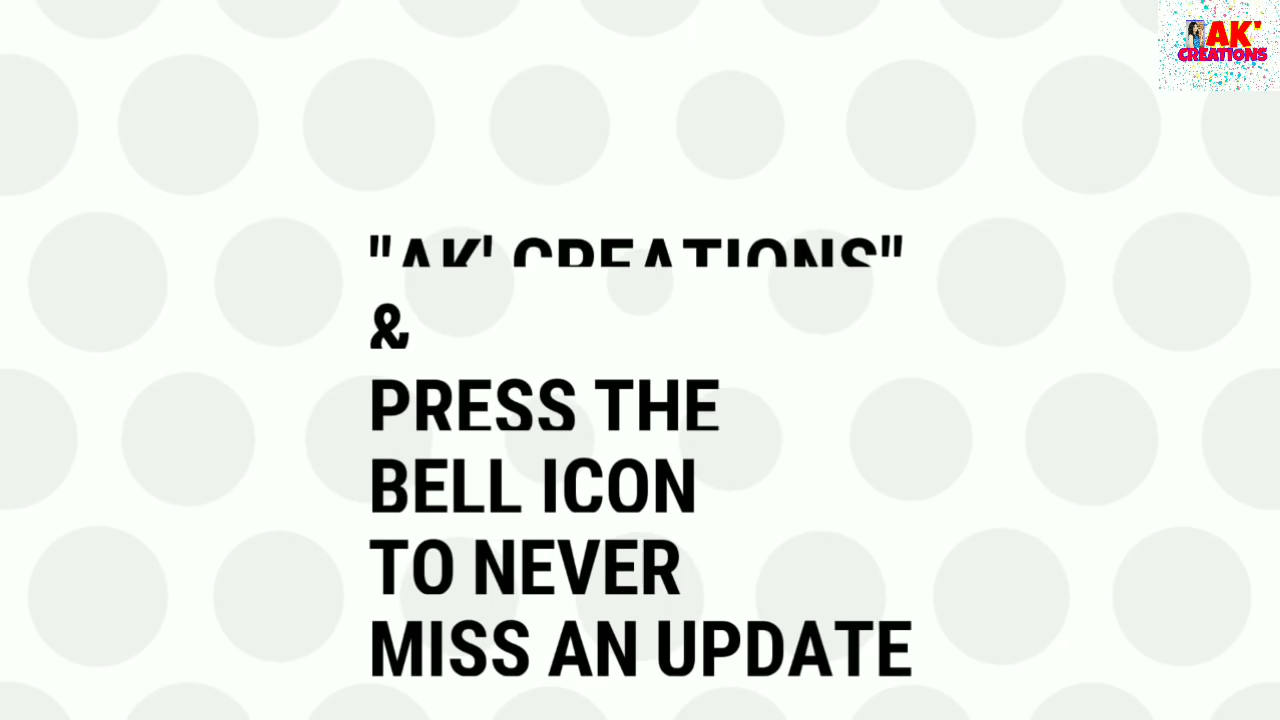 AK'
CREATIONS
"AK' CREATIONS"
&
PRESS THE
BELL ICON
TO NEVER
MISS AN UPDATE